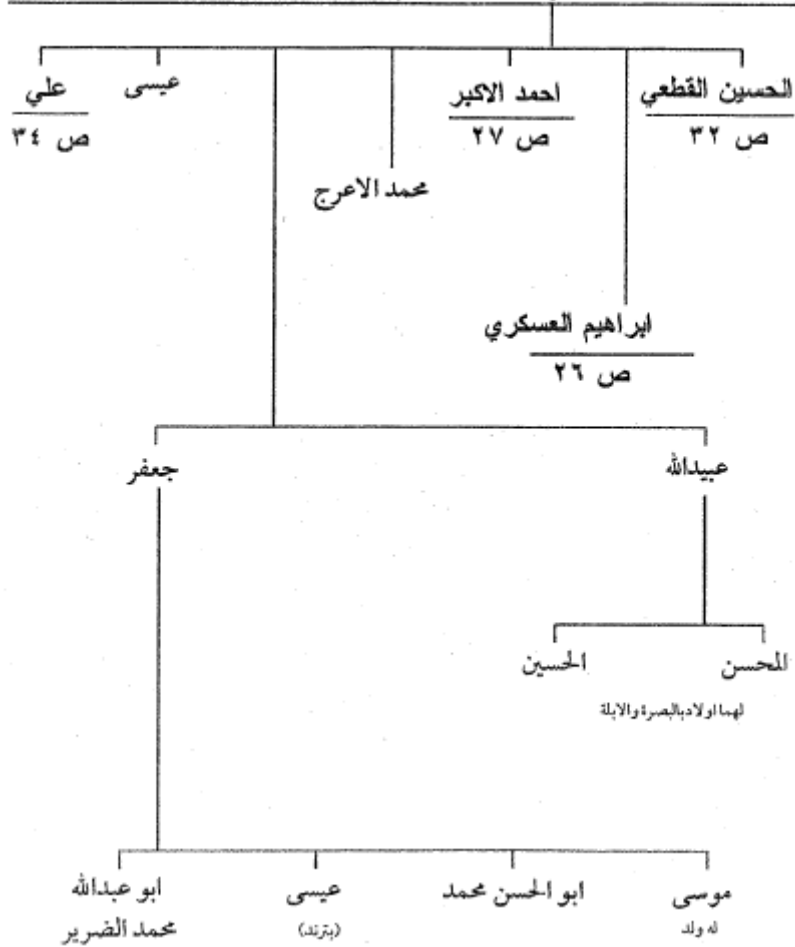 الحسين القطعي
ص ٣٢
احمد الاكبر
ص ٢٧
عيسى
علي
ص ٣٤
محمد الاعرج
ابراهيم العسكري
ص ٢٦
عبيدالله
جعفر
المحسن
الحسين
لهما اولاد بالبصرة والابلة
موسى
له ولد
ابو الحسن محمد
عيسى
(بترند)
ابو عبدالله
محمد الضرير